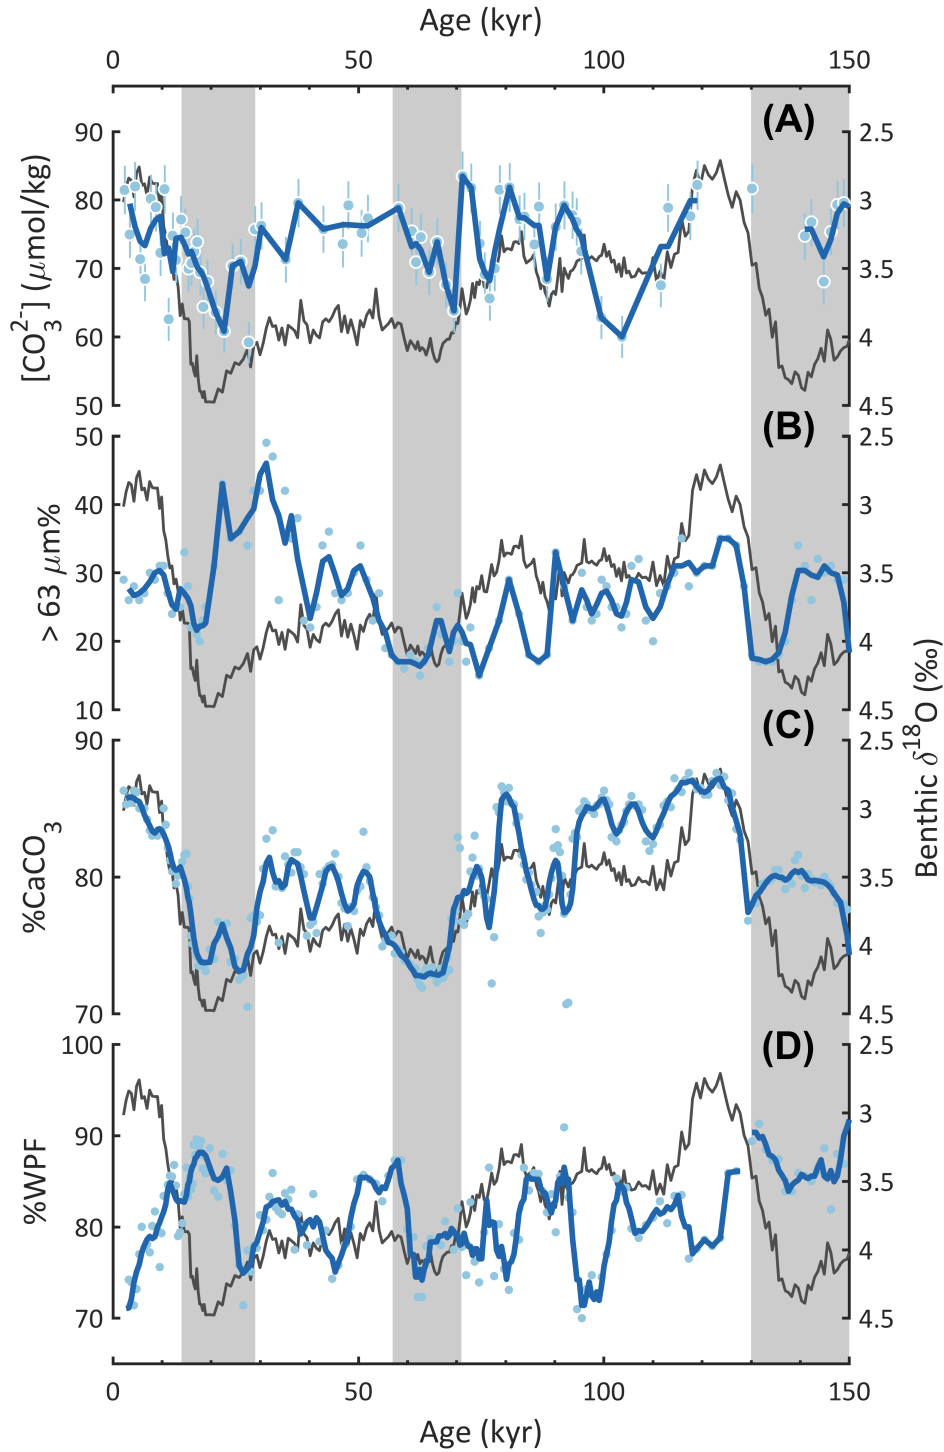 Age (kyr)
0 50 100 150
(A)
90 2.5
80 3
70 3.5
60 4
50 4.5
[CO₃²⁻] (μmol/kg)
(B)
50 2.5
40 3
30 3.5
20 4
10 4.5
> 63 μm%
Benthic δ¹⁸O (‰)
(C)
90 2.5
3
80 3.5
4
70 4.5
%CaCO₃
(D)
100 2.5
3
90
3.5
80 4
70 4.5
%WPF
0 50 100 150
Age (kyr)